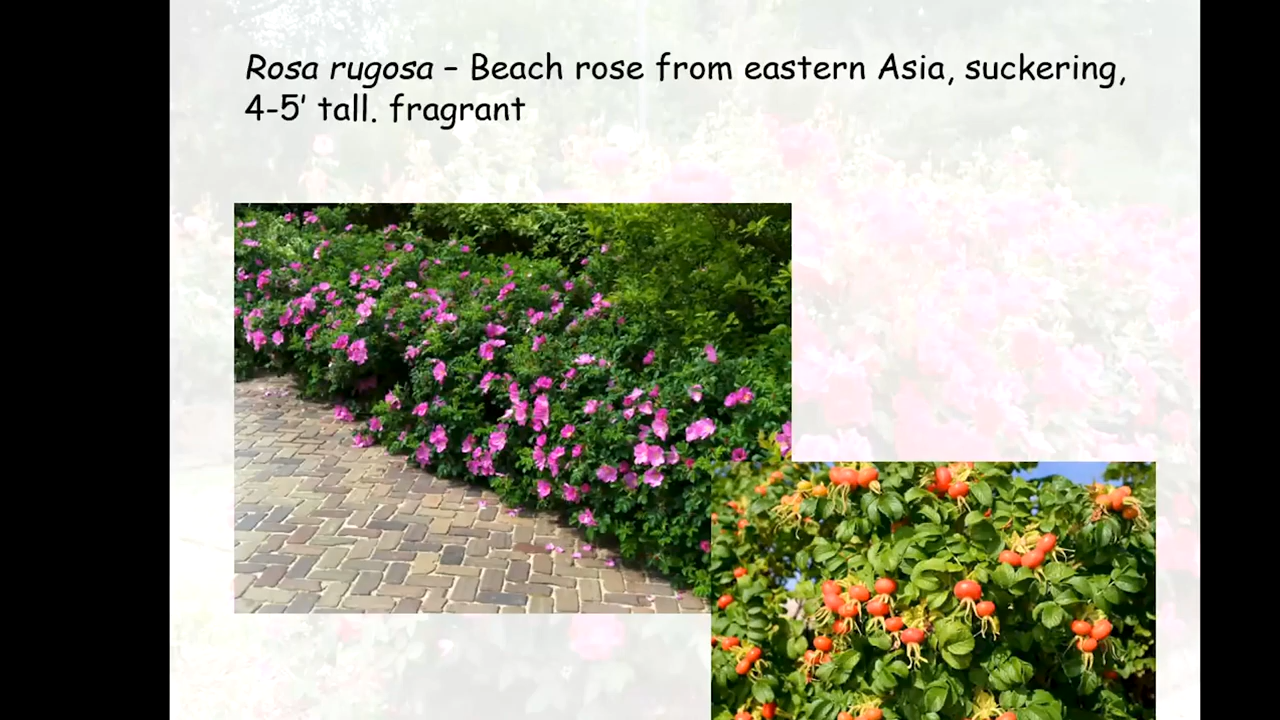 Rosa rugosa – Beach rose from eastern Asia, suckering,
4-5’ tall. fragrant